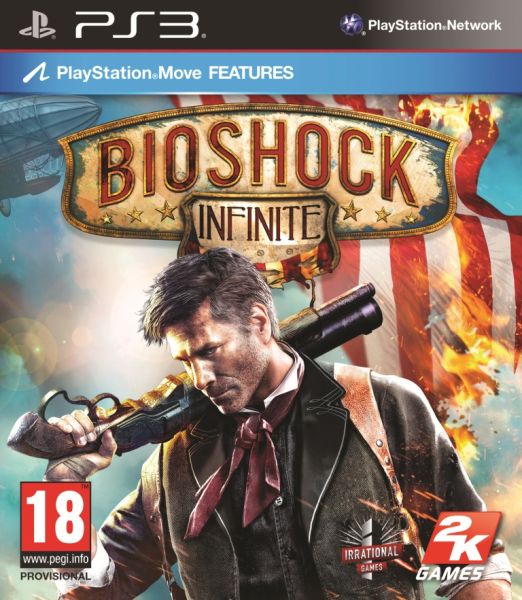 PS3
PlayStation®Network
PlayStation®Move FEATURES
BIOSHOCK
INFINITE
18
www.pegi.info
PROVISIONAL
IRRATIONAL
GAMES
2K
GAMES